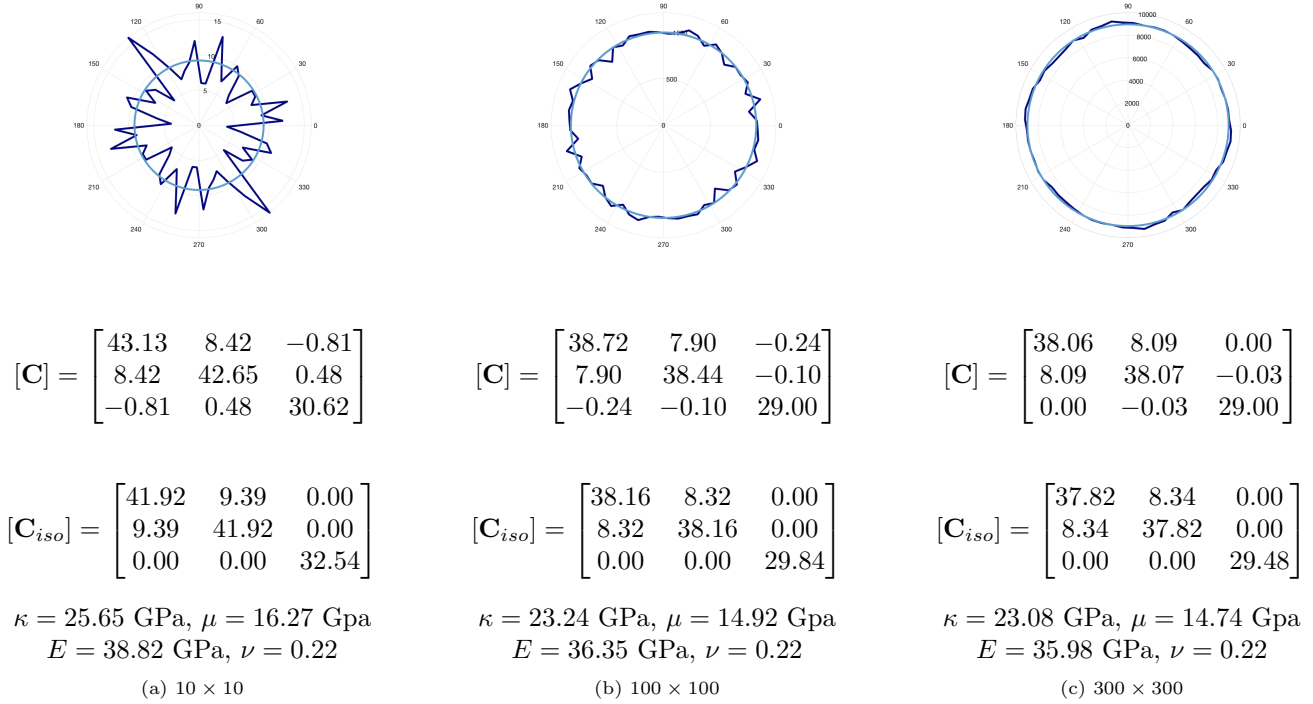 90
120 15 60
10
150 30
5
180 0 0
210 330
240 300
270
90
120 60
150 500 30
180 0 0
210 330
240 300
270
90
10000
120 8000 60
6000
150 4000 30
2000
180 0 0
210 330
240 300
270
[C] = [43.13 8.42 −0.81
8.42 42.65 0.48
−0.81 0.48 30.62]
[C] = [38.72 7.90 −0.24
7.90 38.44 −0.10
−0.24 −0.10 29.00]
[C] = [38.06 8.09 0.00
8.09 38.07 −0.03
0.00 −0.03 29.00]
[C_iso] = [41.92 9.39 0.00
9.39 41.92 0.00
0.00 0.00 32.54]
[C_iso] = [38.16 8.32 0.00
8.32 38.16 0.00
0.00 0.00 29.84]
[C_iso] = [37.82 8.34 0.00
8.34 37.82 0.00
0.00 0.00 29.48]
κ = 25.65 GPa, μ = 16.27 Gpa
E = 38.82 GPa, ν = 0.22
(a) 10 × 10
κ = 23.24 GPa, μ = 14.92 Gpa
E = 36.35 GPa, ν = 0.22
(b) 100 × 100
κ = 23.08 GPa, μ = 14.74 Gpa
E = 35.98 GPa, ν = 0.22
(c) 300 × 300